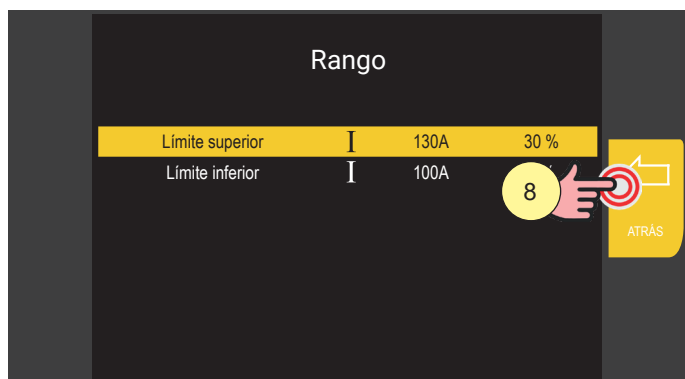 Rango
Límite superior I 130A 30 %
Límite inferior I 100A
8
ATRÁS